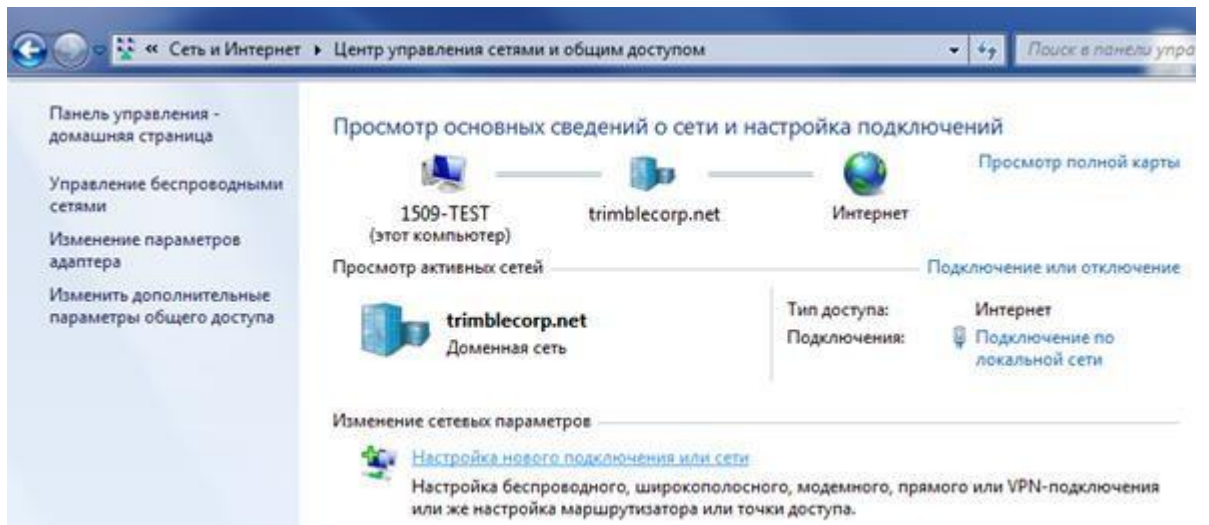 « Сеть и Интернет ▸ Центр управления сетями и общим доступом
Поиск в панели упра
Панель управления -
домашняя страница
Управление беспроводными
сетями
Изменение параметров
адаптера
Изменить дополнительные
параметры общего доступа
Просмотр основных сведений о сети и настройка подключений
Просмотр полной карты
1509-TEST
(этот компьютер)
trimblecorp.net
Интернет
Просмотр активных сетей
Подключение или отключение
trimblecorp.net
Доменная сеть
Тип доступа: Интернет
Подключения: Подключение по
локальной сети
Изменение сетевых параметров
Настройка нового подключения или сети
Настройка беспроводного, широкополосного, модемного, прямого или VPN-подключения
или же настройка маршрутизатора или точки доступа.